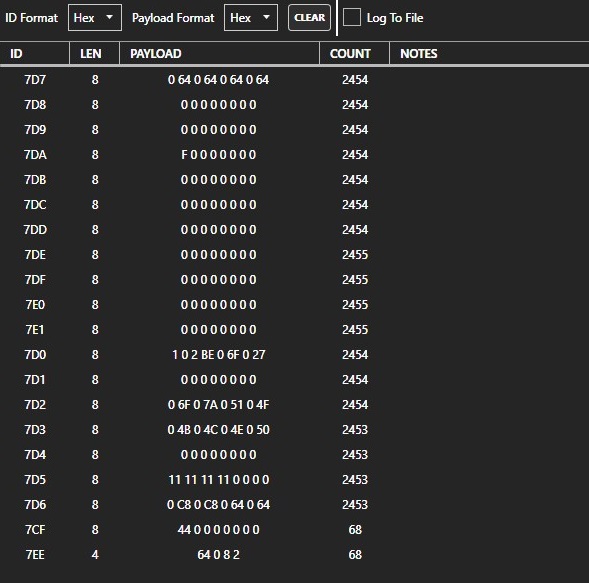 ID Format Hex Payload Format Hex CLEAR Log To File
ID LEN PAYLOAD COUNT NOTES
7D7 8 0 64 0 64 0 64 0 64 2454
7D8 8 0 0 0 0 0 0 0 0 2454
7D9 8 0 0 0 0 0 0 0 0 2454
7DA 8 F 0 0 0 0 0 0 0 2454
7DB 8 0 0 0 0 0 0 0 0 2454
7DC 8 0 0 0 0 0 0 0 0 2454
7DD 8 0 0 0 0 0 0 0 0 2454
7DE 8 0 0 0 0 0 0 0 0 2455
7DF 8 0 0 0 0 0 0 0 0 2455
7E0 8 0 0 0 0 0 0 0 0 2455
7E1 8 0 0 0 0 0 0 0 0 2455
7D0 8 1 0 2 BE 0 6F 0 27 2454
7D1 8 0 0 0 0 0 0 0 0 2454
7D2 8 0 6F 0 7A 0 51 0 4F 2454
7D3 8 0 4B 0 4C 0 4E 0 50 2453
7D4 8 0 0 0 0 0 0 0 0 2453
7D5 8 11 11 11 11 0 0 0 0 2453
7D6 8 0 C8 0 C8 0 64 0 64 2453
7CF 8 44 0 0 0 0 0 0 0 68
7EE 4 64 0 8 2 68